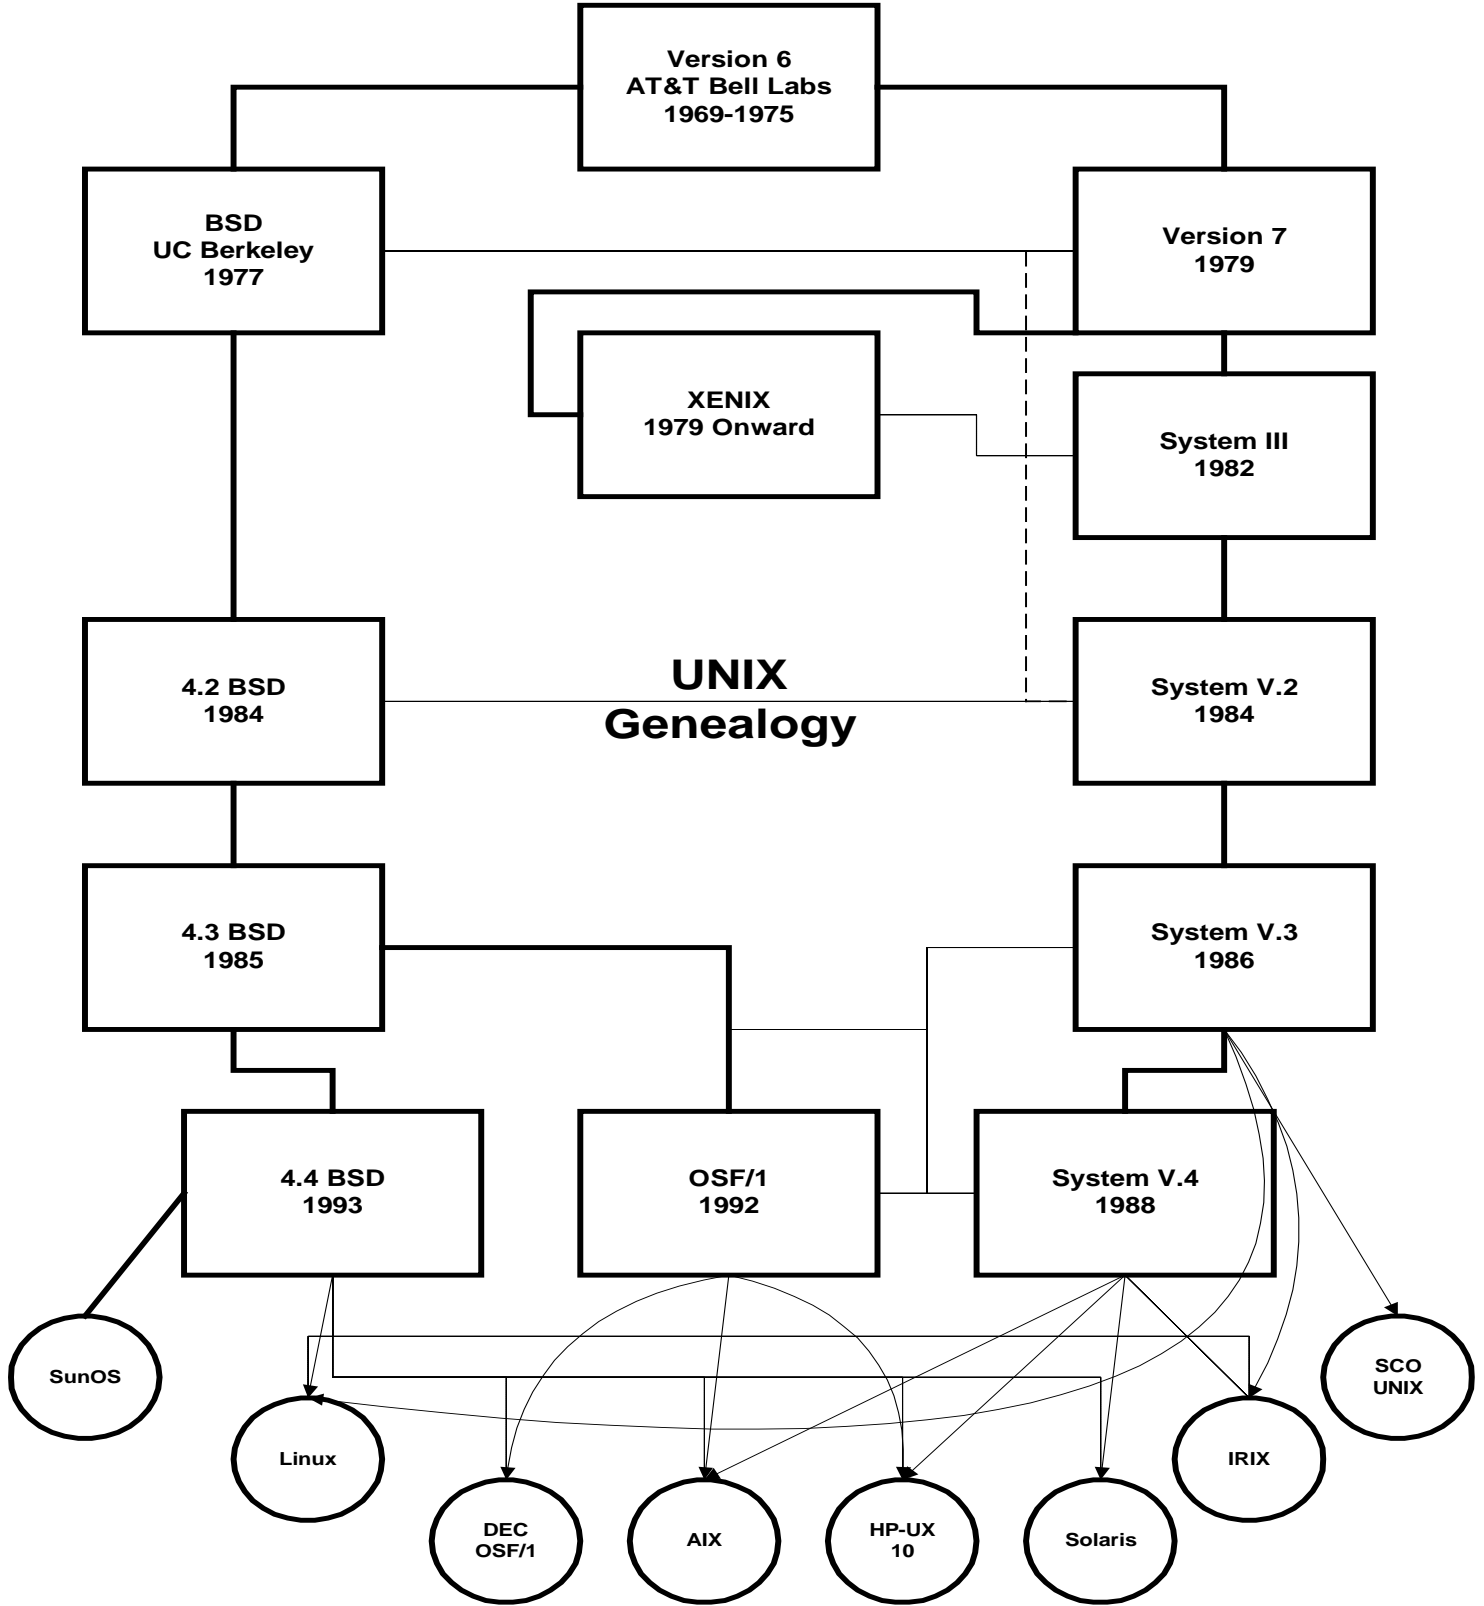 Version 6
AT&T Bell Labs
1969-1975
BSD
UC Berkeley
1977
Version 7
1979
XENIX
1979 Onward
System III
1982
4.2 BSD
1984
UNIX
Genealogy
System V.2
1984
4.3 BSD
1985
System V.3
1986
4.4 BSD
1993
OSF/1
1992
System V.4
1988
SunOS
SCO
UNIX
Linux
IRIX
DEC
OSF/1
AIX
HP-UX
10
Solaris